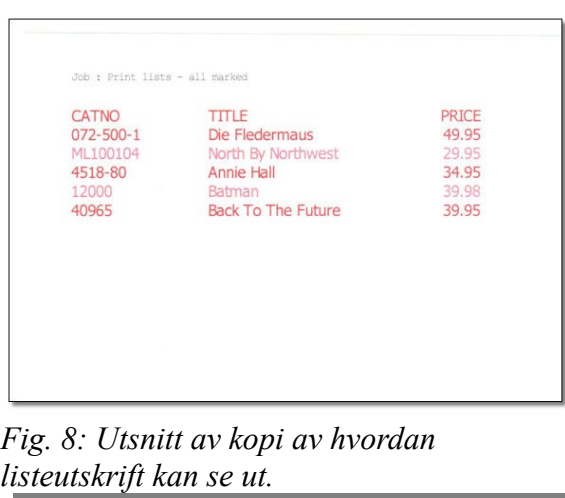 Job : Print lists - all marked
CATNO TITLE PRICE
072-500-1 Die Fledermaus 49.95
ML100104 North By Northwest 29.95
4518-80 Annie Hall 34.95
12000 Batman 39.98
40965 Back To The Future 39.95
Fig. 8: Utsnitt av kopi av hvordan
listeutskrift kan se ut.